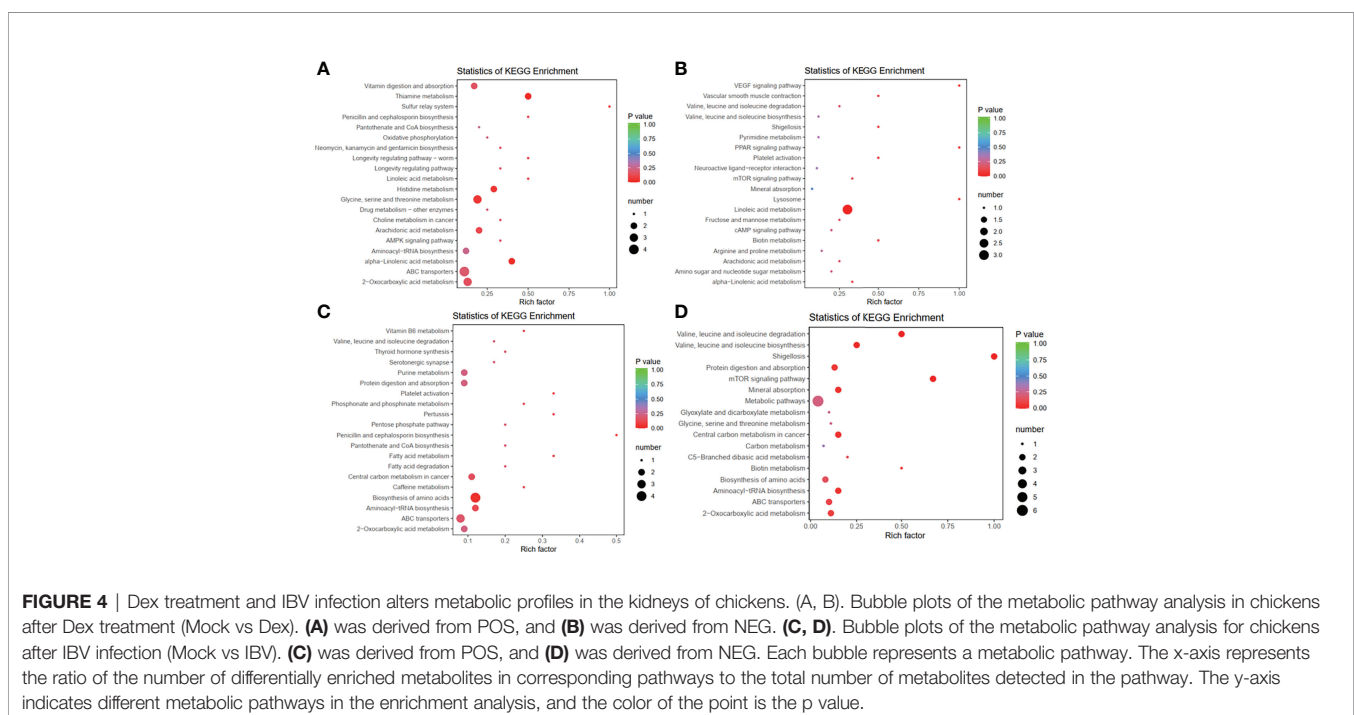 A
Statistics of KEGG Enrichment
Vitamin digestion and absorption
Thiamine metabolism
Sulfur relay system
Penicillin and cephalosporin biosynthesis
Pantothenate and CoA biosynthesis
Oxidative phosphorylation
Neomycin, kanamycin and gentamicin biosynthesis
Longevity regulating pathway − worm
Longevity regulating pathway
Linoleic acid metabolism
Histidine metabolism
Glycine, serine and threonine metabolism
Drug metabolism − other enzymes
Choline metabolism in cancer
Arachidonic acid metabolism
AMPK signaling pathway
Aminoacyl−tRNA biosynthesis
alpha−Linolenic acid metabolism
ABC transporters
2−Oxocarboxylic acid metabolism
0.25 0.50 0.75 1.00
Rich factor
P value
1.00
0.75
0.50
0.25
0.00
number
1
2
3
4
B
Statistics of KEGG Enrichment
VEGF signaling pathway
Vascular smooth muscle contraction
Valine, leucine and isoleucine degradation
Valine, leucine and isoleucine biosynthesis
Shigellosis
Pyrimidine metabolism
PPAR signaling pathway
Platelet activation
Neuroactive ligand−receptor interaction
mTOR signaling pathway
Mineral absorption
Lysosome
Linoleic acid metabolism
Fructose and mannose metabolism
cAMP signaling pathway
Biotin metabolism
Arginine and proline metabolism
Arachidonic acid metabolism
Amino sugar and nucleotide sugar metabolism
alpha−Linolenic acid metabolism
0.25 0.50 0.75 1.00
Rich factor
P value
1.00
0.75
0.50
0.25
0.00
number
1.0
1.5
2.0
2.5
3.0
C
Statistics of KEGG Enrichment
Vitamin B6 metabolism
Valine, leucine and isoleucine degradation
Thyroid hormone synthesis
Serotonergic synapse
Purine metabolism
Protein digestion and absorption
Platelet activation
Phosphonate and phosphinate metabolism
Pertussis
Pentose phosphate pathway
Penicillin and cephalosporin biosynthesis
Pantothenate and CoA biosynthesis
Fatty acid metabolism
Fatty acid degradation
Central carbon metabolism in cancer
Caffeine metabolism
Biosynthesis of amino acids
Aminoacyl−tRNA biosynthesis
ABC transporters
2−Oxocarboxylic acid metabolism
0.1 0.2 0.3 0.4 0.5
Rich factor
P value
1.00
0.75
0.50
0.25
0.00
number
1
2
3
4
D
Statistics of KEGG Enrichment
Valine, leucine and isoleucine degradation
Valine, leucine and isoleucine biosynthesis
Shigellosis
Protein digestion and absorption
mTOR signaling pathway
Mineral absorption
Metabolic pathways
Glyoxylate and dicarboxylate metabolism
Glycine, serine and threonine metabolism
Central carbon metabolism in cancer
Carbon metabolism
C5−Branched dibasic acid metabolism
Biotin metabolism
Biosynthesis of amino acids
Aminoacyl−tRNA biosynthesis
ABC transporters
2−Oxocarboxylic acid metabolism
0.00 0.25 0.50 0.75 1.00
Rich factor
P value
1.00
0.75
0.50
0.25
0.00
number
1
2
3
4
5
6
FIGURE 4 | Dex treatment and IBV infection alters metabolic profiles in the kidneys of chickens. (A, B). Bubble plots of the metabolic pathway analysis in chickens
after Dex treatment (Mock vs Dex). (A) was derived from POS, and (B) was derived from NEG. (C, D). Bubble plots of the metabolic pathway analysis for chickens
after IBV infection (Mock vs IBV). (C) was derived from POS, and (D) was derived from NEG. Each bubble represents a metabolic pathway. The x-axis represents
the ratio of the number of differentially enriched metabolites in corresponding pathways to the total number of metabolites detected in the pathway. The y-axis
indicates different metabolic pathways in the enrichment analysis, and the color of the point is the p value.